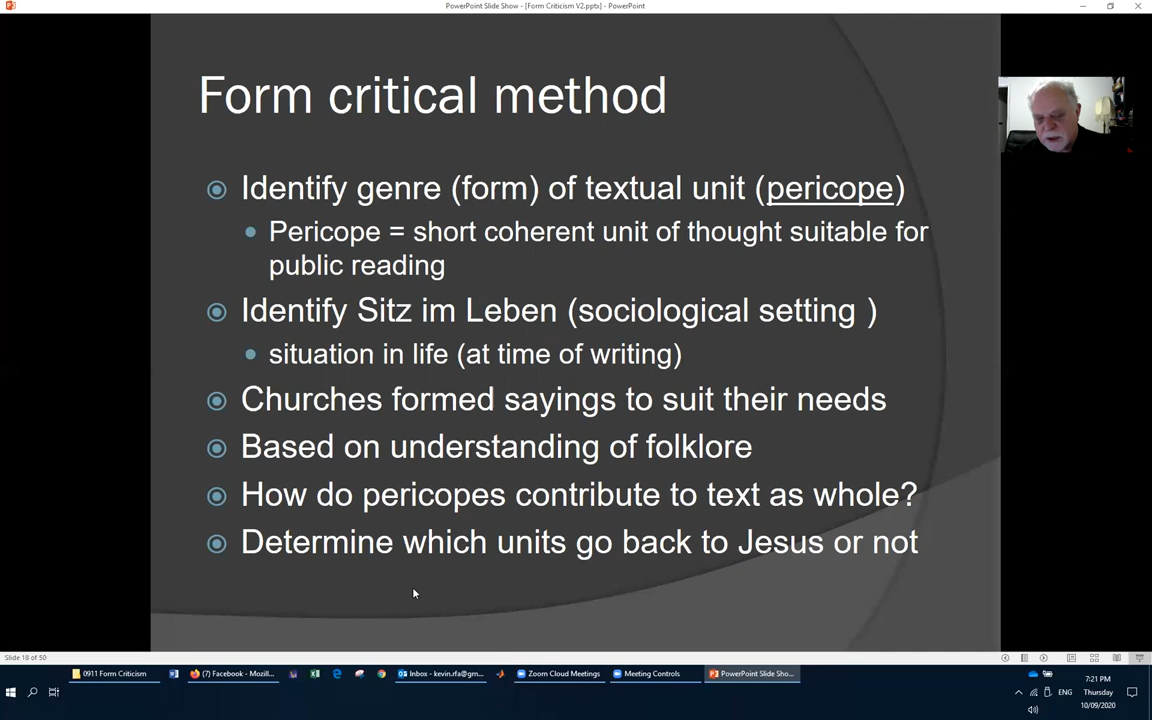 PowerPoint Slide Show - [Form Criticism V2.pptx] - PowerPoint
Form critical method
Identify genre (form) of textual unit (pericope)
Pericope = short coherent unit of thought suitable for
public reading
Identify Sitz im Leben (sociological setting )
situation in life (at time of writing)
Churches formed sayings to suit their needs
Based on understanding of folklore
How do pericopes contribute to text as whole?
Determine which units go back to Jesus or not
Slide 18 of 50
0911 Form Criticism
(7) Facebook - Mozill...
Inbox - kevin.rfa@gm...
Zoom Cloud Meetings
Meeting Controls
PowerPoint Slide Sho...
ENG
7:21 PM
Thursday
10/09/2020